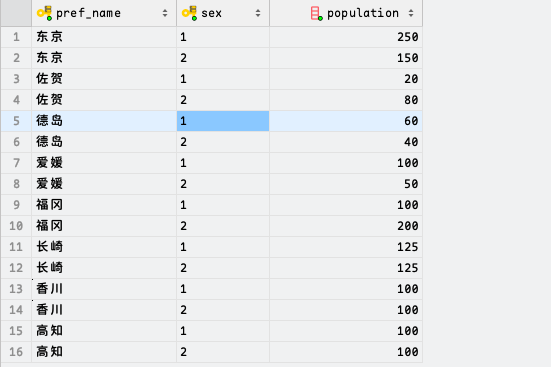 pref_name sex population
1 东京 1 250
2 东京 2 150
3 佐贺 1 20
4 佐贺 2 80
5 德岛 1 60
6 德岛 2 40
7 爱媛 1 100
8 爱媛 2 50
9 福冈 1 100
10 福冈 2 200
11 长崎 1 125
12 长崎 2 125
13 香川 1 100
14 香川 2 100
15 高知 1 100
16 高知 2 100